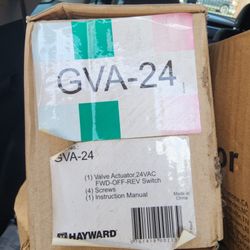 GVA-24
GVA-24
(1) Valve Actuator,24VAC
FWD-OFF-REV Switch
(4) Screws
(1) Instruction Manual
Made in
China
HAYWARD
or